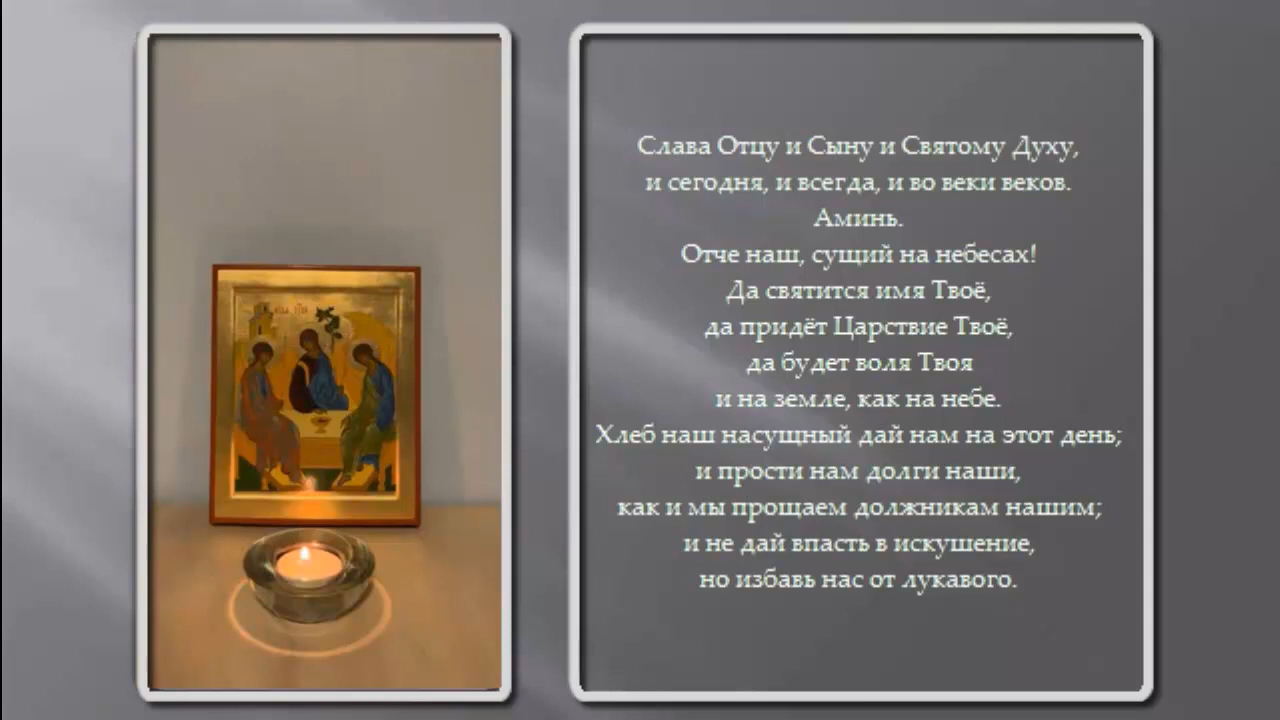 Слава Отцу и Сыну и Святому Духу,
и сегодня, и всегда, и во веки веков.
Аминь.
Отче наш, сущий на небесах!
Да святится имя Твоё,
да придёт Царствие Твоё,
да будет воля Твоя
и на земле, как на небе.
Хлеб наш насущный дай нам на этот день;
и прости нам долги наши,
как и мы прощаем должникам нашим;
и не дай впасть в искушение,
но избавь нас от лукавого.